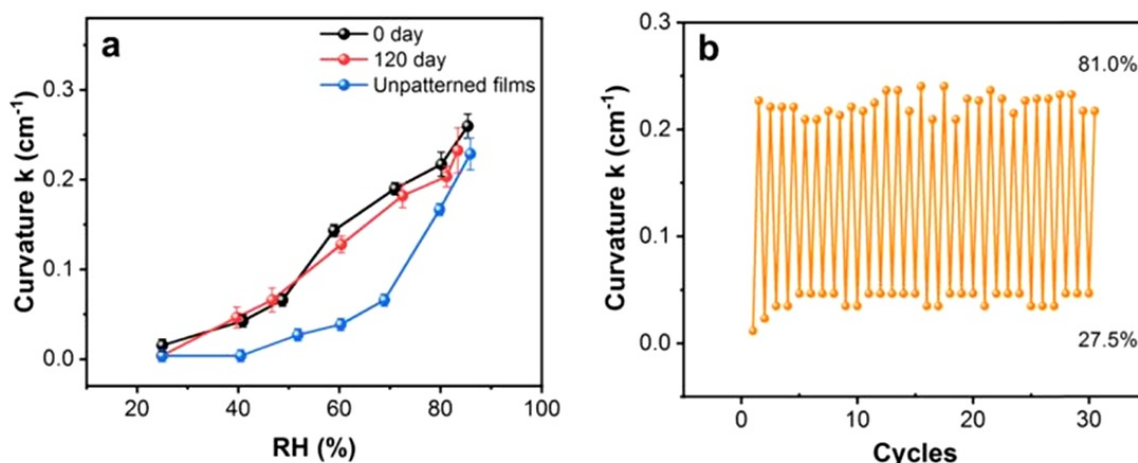 a
0 day
120 day
Unpatterned films
Curvature k (cm⁻¹)
0.3
0.2
0.1
0.0
20 40 60 80 100
RH (%)
b
81.0%
27.5%
Curvature k (cm⁻¹)
0.3
0.2
0.1
0.0
0 10 20 30
Cycles